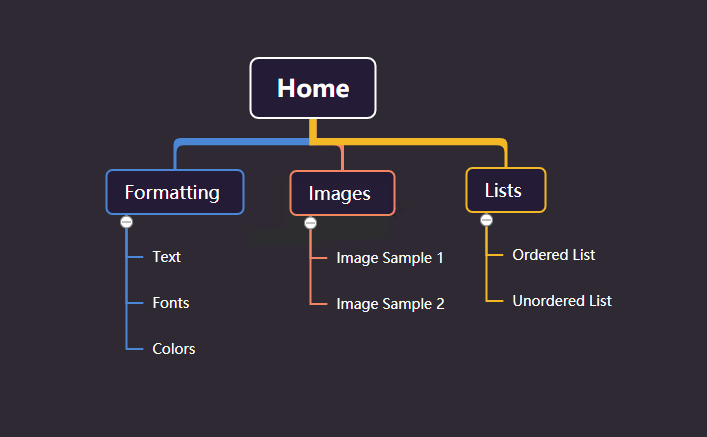 Home
Formatting
Text
Fonts
Colors
Images
Image Sample 1
Image Sample 2
Lists
Ordered List
Unordered List